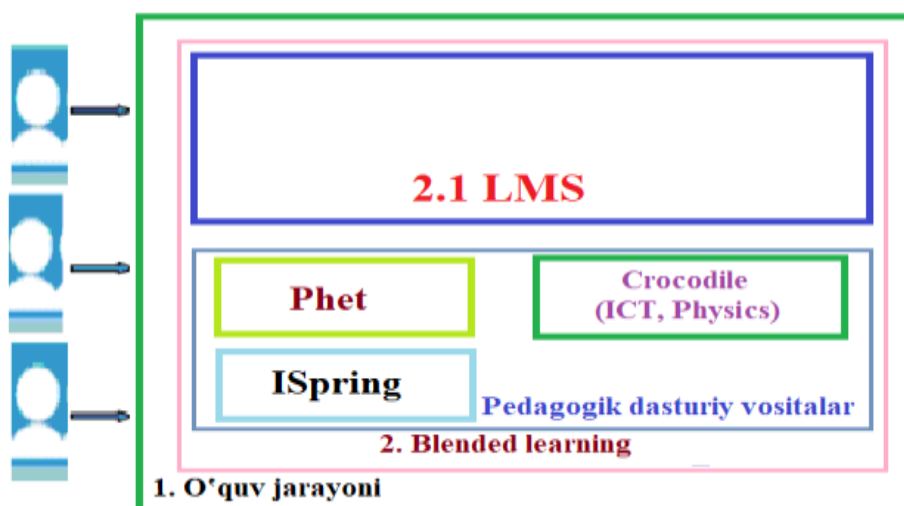 2.1 LMS
Phet
Crocodile
(ICT, Physics)
ISpring
Pedagogik dasturiy vositalar
2. Blended learning
1. O‛quv jarayoni